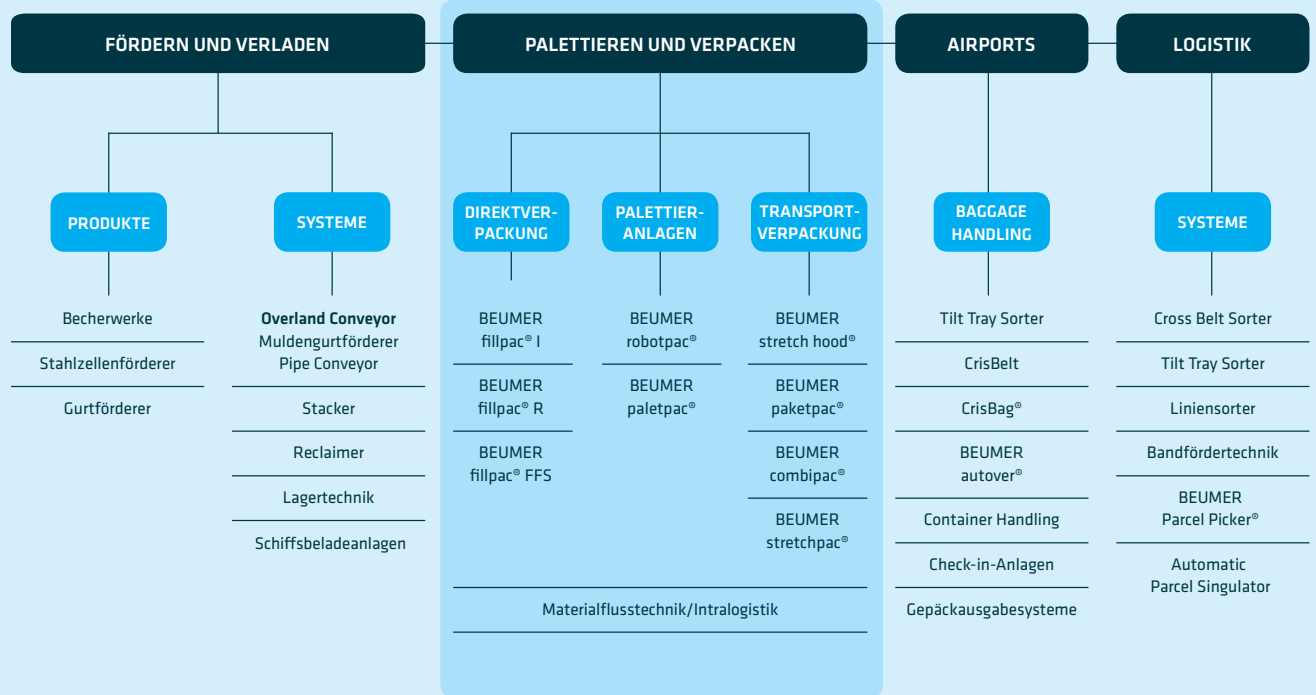 FÖRDERN UND VERLADEN
PRODUKTE
Becherwerke
Stahlzellenförderer
Gurtförderer
SYSTEME
Overland Conveyor
Muldengurtförderer
Pipe Conveyor
Stacker
Reclaimer
Lagertechnik
Schiffsbeladeanlagen
PALETTIEREN UND VERPACKEN
DIREKTVER-
PACKUNG
BEUMER
fillpac® I
BEUMER
fillpac® R
BEUMER
fillpac® FFS
PALETTIER-
ANLAGEN
BEUMER
robotpac®
BEUMER
paletpac®
TRANSPORT-
VERPACKUNG
BEUMER
stretch hood®
BEUMER
paketpac®
BEUMER
combipac®
BEUMER
stretchpac®
Materialflusstechnik/Intralogistik
AIRPORTS
BAGGAGE
HANDLING
Tilt Tray Sorter
CrisBelt
CrisBag®
BEUMER
autover®
Container Handling
Check-in-Anlagen
Gepäckausgabesysteme
LOGISTIK
SYSTEME
Cross Belt Sorter
Tilt Tray Sorter
Liniensorter
Bandfördertechnik
BEUMER
Parcel Picker®
Automatic
Parcel Singulator